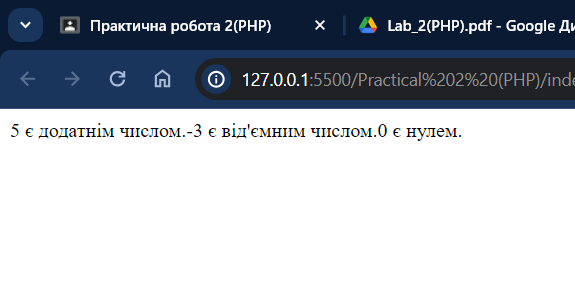 Практична робота 2(PHP)
Lab_2(PHP).pdf - Google Ди
127.0.0.1:5500/Practical%202%20(PHP)/inde
5 є додатнім числом.-3 є від'ємним числом.0 є нулем.